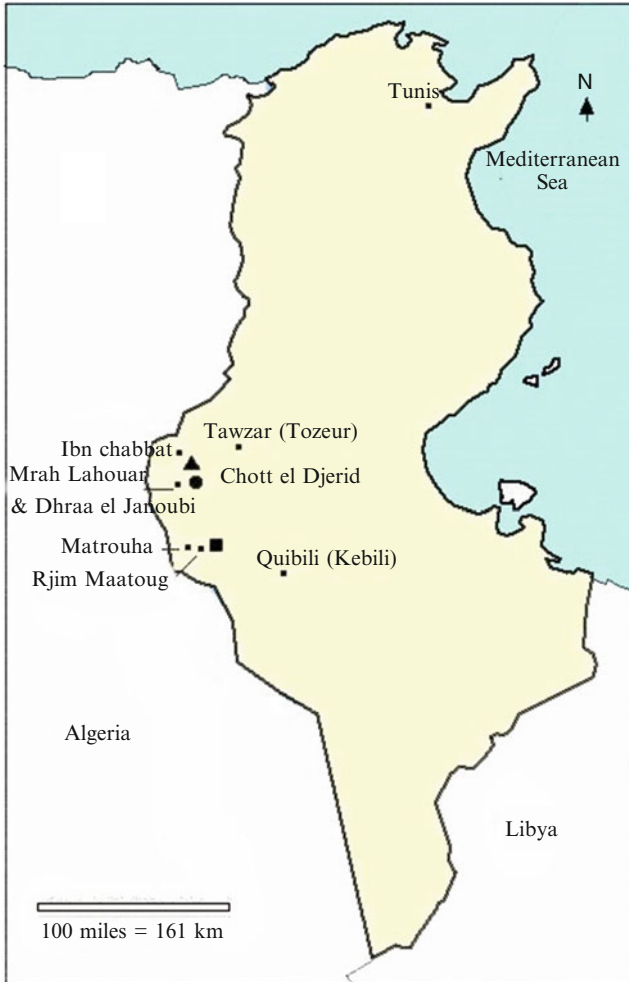 Tunis
N
Mediterranean
Sea
Tawzar (Tozeur)
Ibn chabbat
Mrah Lahouar
& Dhraa el Janoubi
Chott el Djerid
Matrouha
Rjim Maatoug
Quibili (Kebili)
Algeria
Libya
100 miles = 161 km